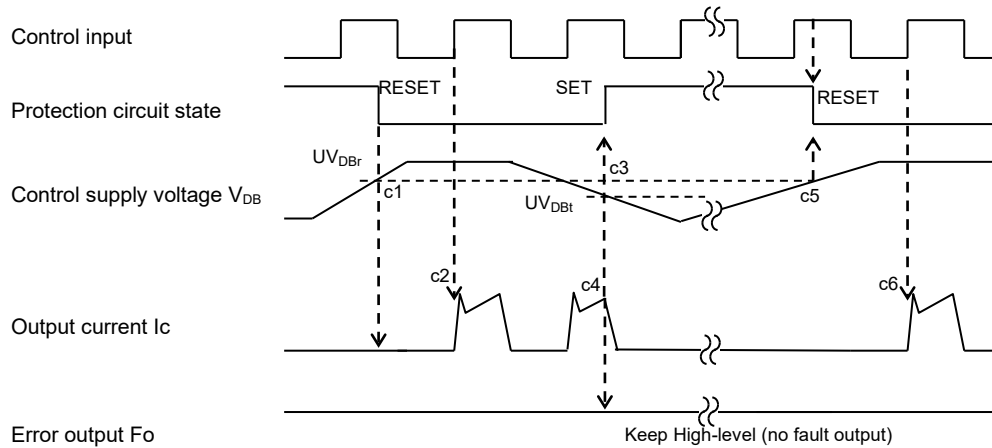 Control input
Protection circuit state
RESET
SET
RESET
UVDBr
c1
c3
Control supply voltage VDB
UVDBt
c5
c2
c4
c6
Output current Ic
Error output Fo
Keep High-level (no fault output)